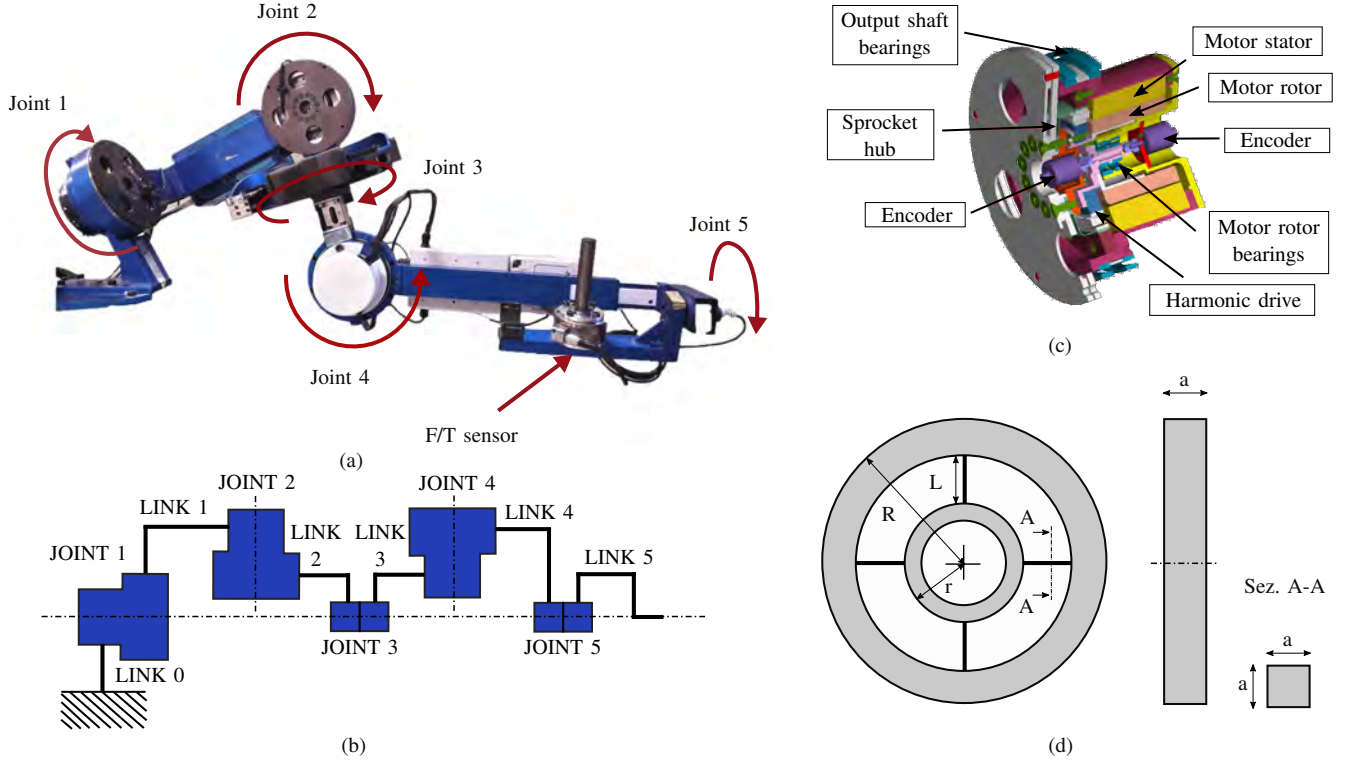 Joint 2
Joint 1
Joint 3
Joint 5
Joint 4
F/T sensor
(a)
JOINT 2
JOINT 4
LINK 1
LINK
2
LINK
3
LINK 4
JOINT 1
LINK 5
JOINT 3
JOINT 5
LINK 0
(b)
Output shaft
bearings
Motor stator
Motor rotor
Sprocket
hub
Encoder
Encoder
Motor rotor
bearings
Harmonic drive
(c)
a
L
R
A
r
A
Sez. A-A
a
a
(d)